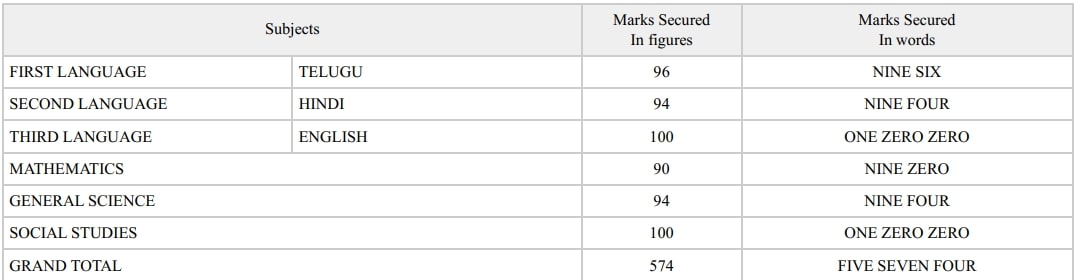 Subjects Marks Secured In figures Marks Secured In words
FIRST LANGUAGE TELUGU 96 NINE SIX
SECOND LANGUAGE HINDI 94 NINE FOUR
THIRD LANGUAGE ENGLISH 100 ONE ZERO ZERO
MATHEMATICS 90 NINE ZERO
GENERAL SCIENCE 94 NINE FOUR
SOCIAL STUDIES 100 ONE ZERO ZERO
GRAND TOTAL 574 FIVE SEVEN FOUR